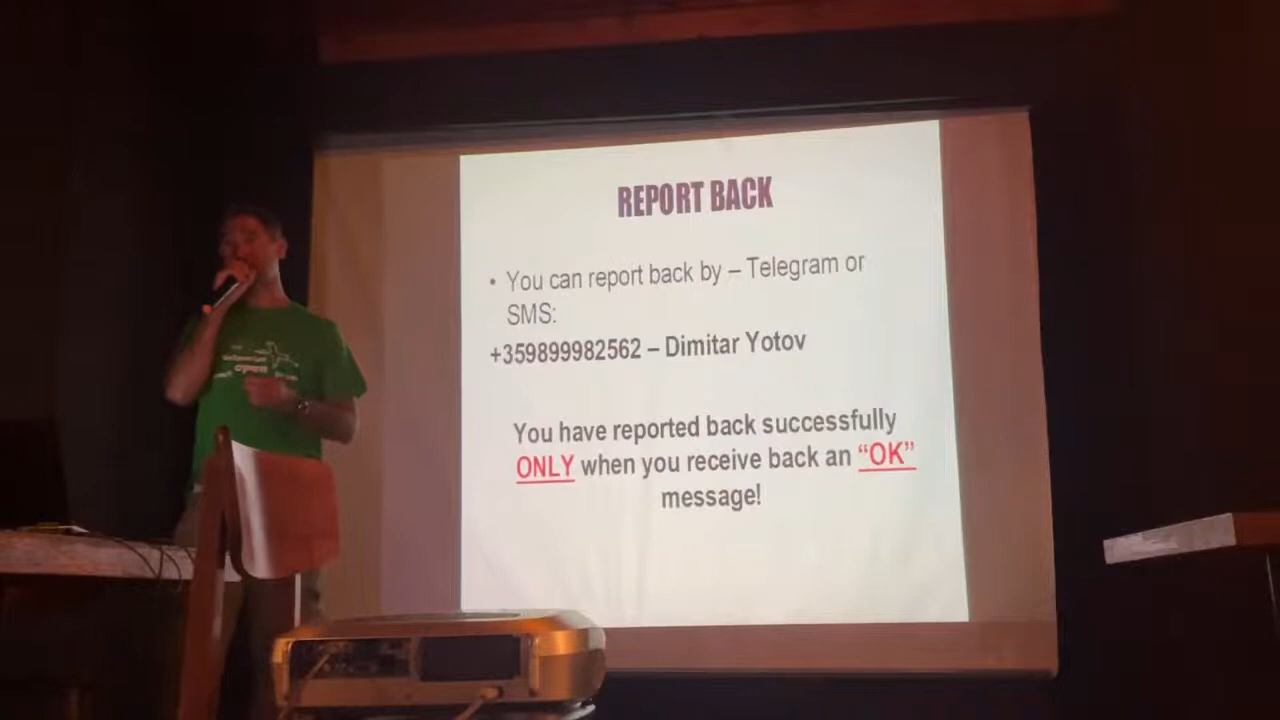 REPORT BACK
• You can report back by – Telegram or
SMS:
+359899982562 – Dimitar Yotov
You have reported back successfully
ONLY when you receive back an “OK”
message!
open